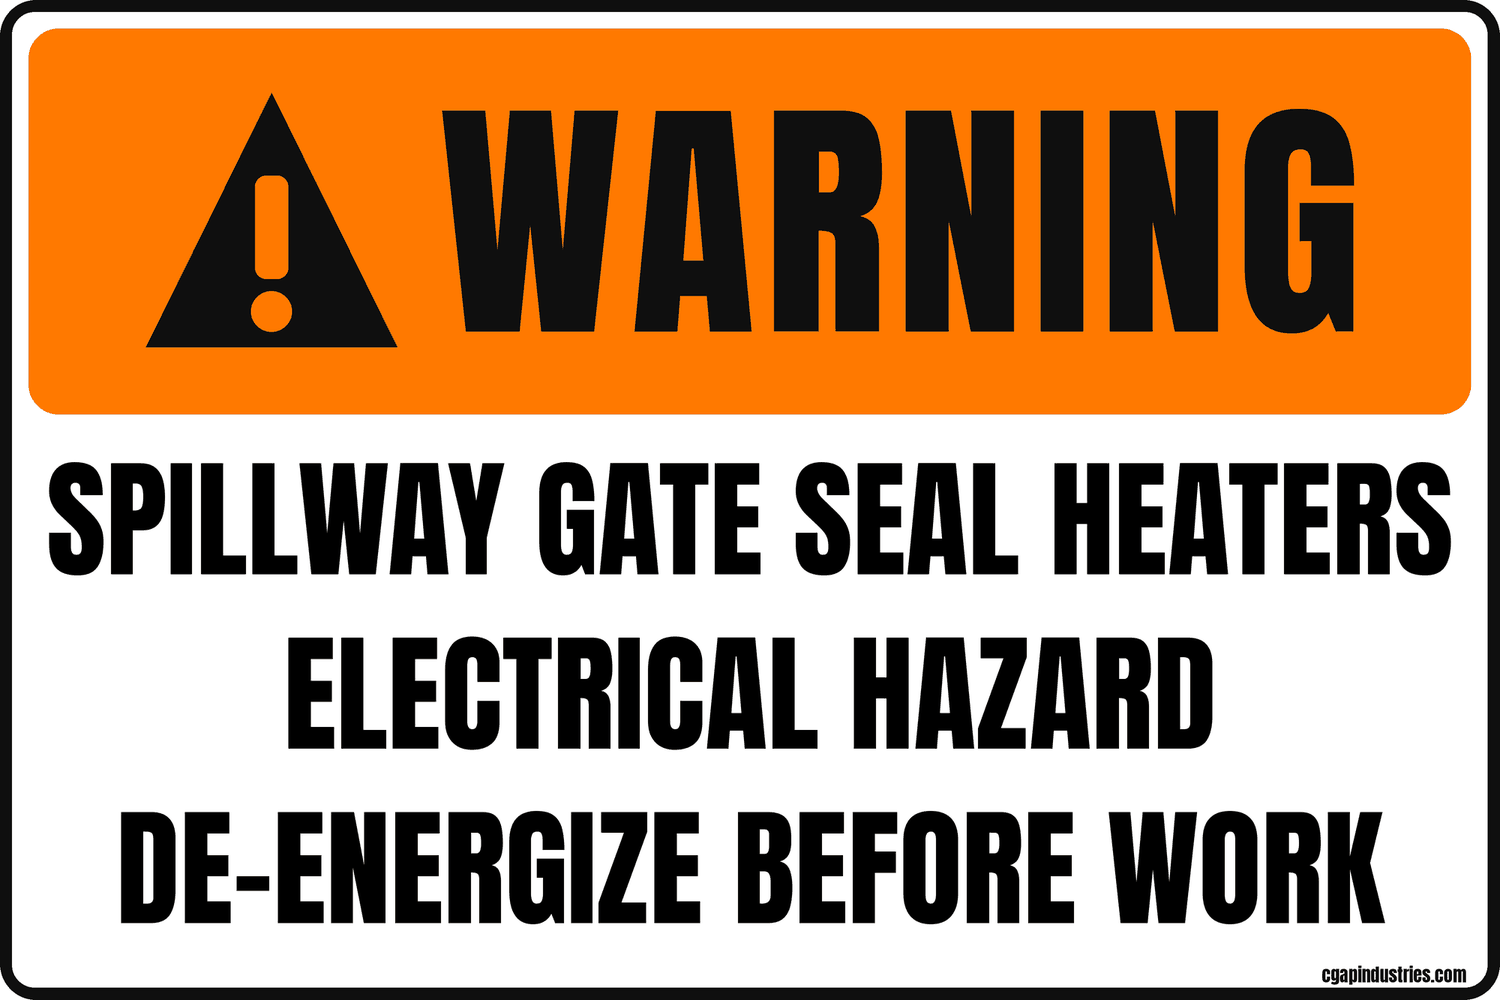 WARNING
SPILLWAY GATE SEAL HEATERS
ELECTRICAL HAZARD
DE-ENERGIZE BEFORE WORK
cgapindustries.com